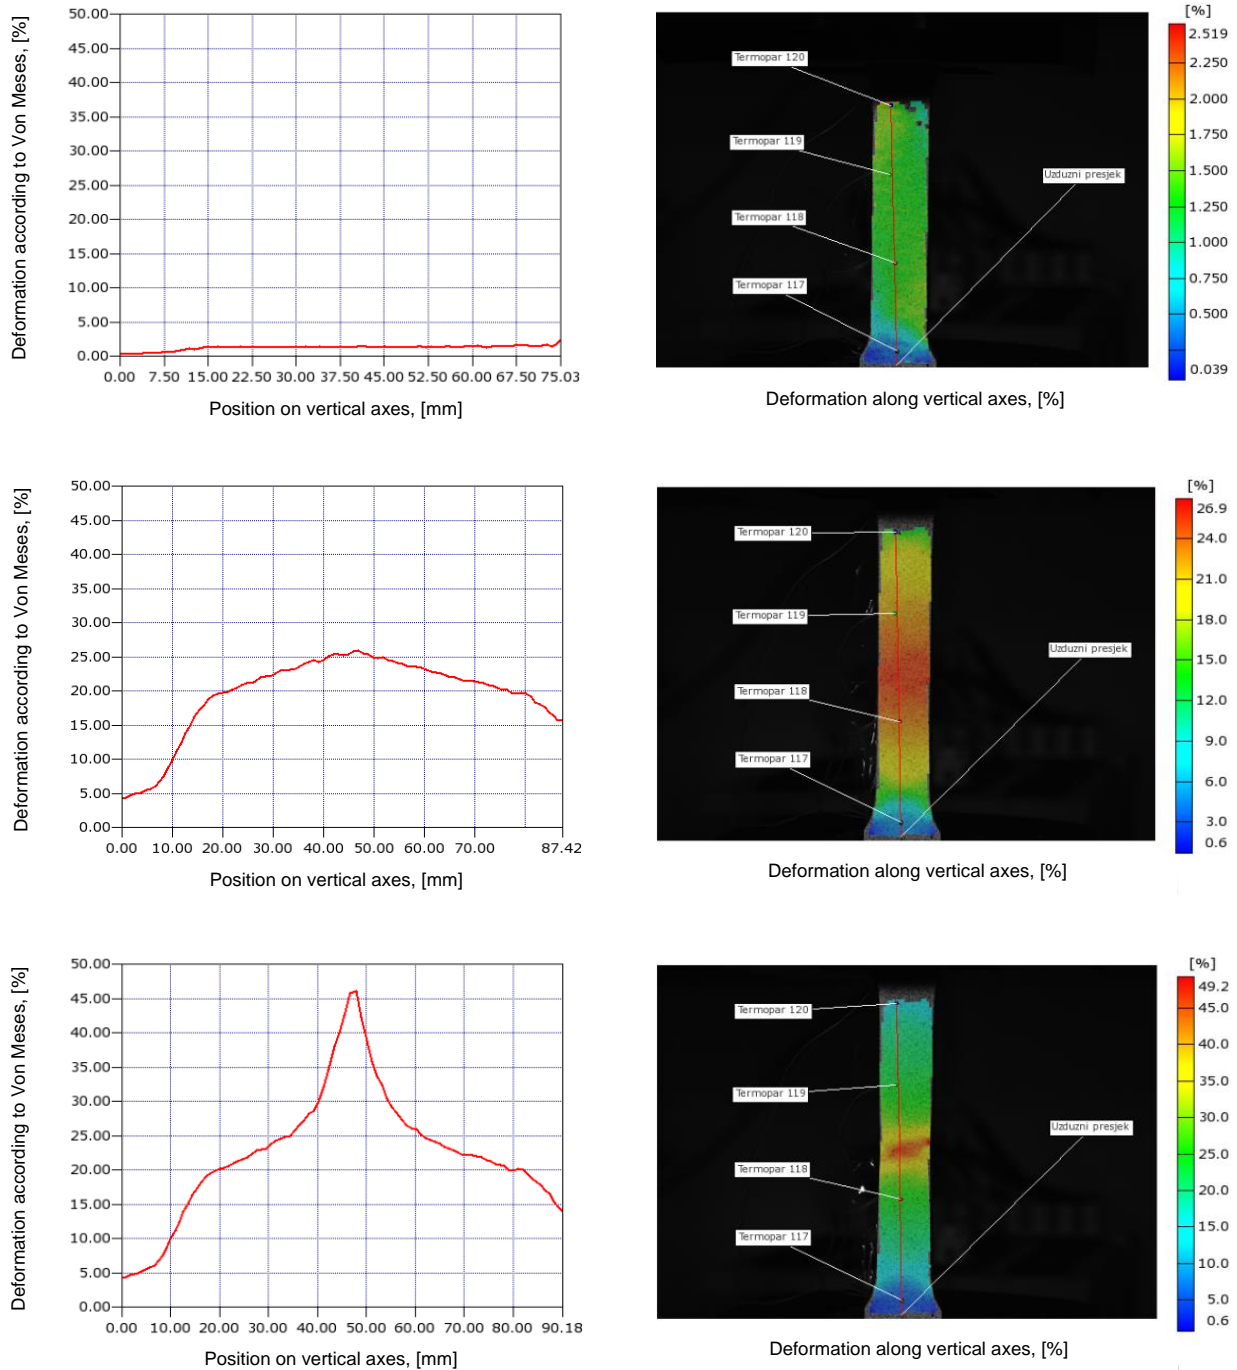 Deformation according to Von Meses, [%]
50.00
45.00
40.00
35.00
30.00
25.00
20.00
15.00
10.00
5.00
0.00
0.00 7.50 15.00 22.50 30.00 37.50 45.00 52.50 60.00 67.50 75.03
Position on vertical axes, [mm]
Termopar 120
Termopar 119
Termopar 118
Termopar 117
Uzduzni presjek
[%]
2.519
2.250
2.000
1.750
1.500
1.250
1.000
0.750
0.500
0.039
Deformation along vertical axes, [%]
Deformation according to Von Meses, [%]
50.00
45.00
40.00
35.00
30.00
25.00
20.00
15.00
10.00
5.00
0.00
0.00 10.00 20.00 30.00 40.00 50.00 60.00 70.00 87.42
Position on vertical axes, [mm]
Termopar 120
Termopar 119
Termopar 118
Termopar 117
Uzduzni presjek
[%]
26.9
24.0
21.0
18.0
15.0
12.0
9.0
6.0
3.0
0.6
Deformation along vertical axes, [%]
Deformation according to Von Meses, [%]
50.00
45.00
40.00
35.00
30.00
25.00
20.00
15.00
10.00
5.00
0.00
0.00 10.00 20.00 30.00 40.00 50.00 60.00 70.00 80.00 90.18
Position on vertical axes, [mm]
Termopar 120
Termopar 119
Termopar 118
Termopar 117
Uzduzni presjek
[%]
49.2
45.0
40.0
35.0
30.0
25.0
20.0
15.0
10.0
5.0
0.6
Deformation along vertical axes, [%]